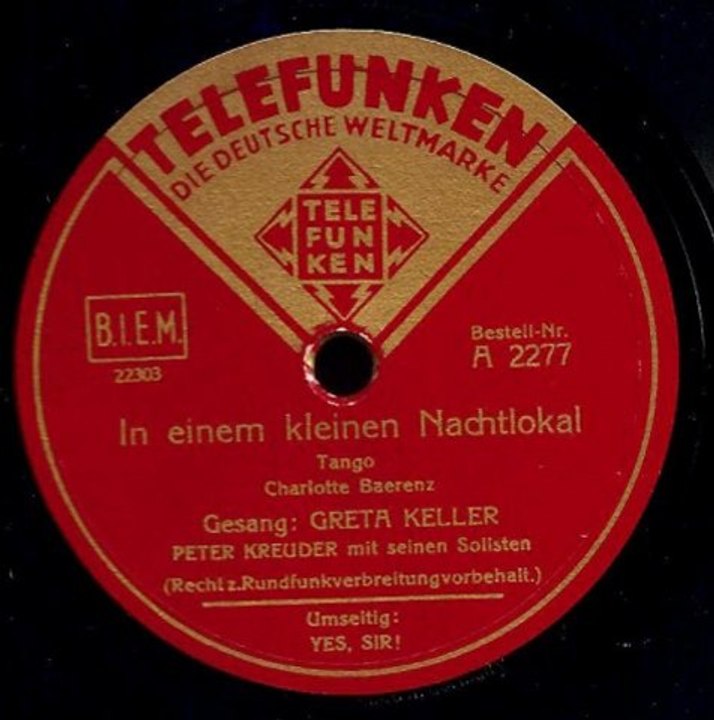 TELEFUNKEN
DIE DEUTSCHE WELTMARKE
TELE
FUN
KEN
B.I.E.M.
22303
Bestell-Nr.
A 2277
In einem kleinen Nachtlokal
Tango
Charlotte Baerenz
Gesang: GRETA KELLER
PETER KREUDER mit seinen Solisten
(Recht z.Rundfunkverbreitungvorbehalt.)
Umseitig:
YES, SIR!